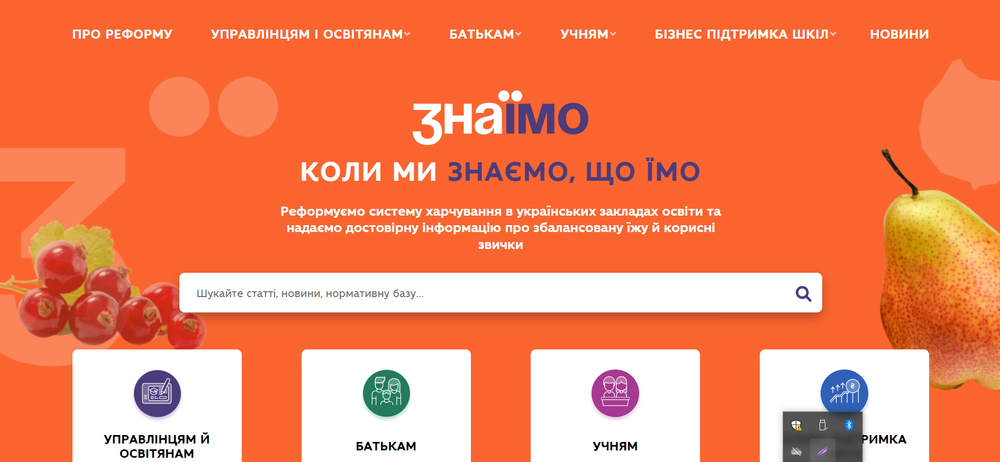 ПРО РЕФОРМУ УПРАВЛІНЦЯМ І ОСВІТЯНАМ БАТЬКАМ УЧНЯМ БІЗНЕС ПІДТРИМКА ШКІЛ НОВИНИ
знаїмо
КОЛИ МИ ЗНАЄМО, ЩО ЇМО
Реформуємо систему харчування в українських закладах освіти та
надаємо достовірну інформацію про збалансовану їжу й корисні
звички
Шукайте статті, новини, нормативну базу...
УПРАВЛІНЦЯМ Й
ОСВІТЯНАМ
БАТЬКАМ
УЧНЯМ
РИМКА